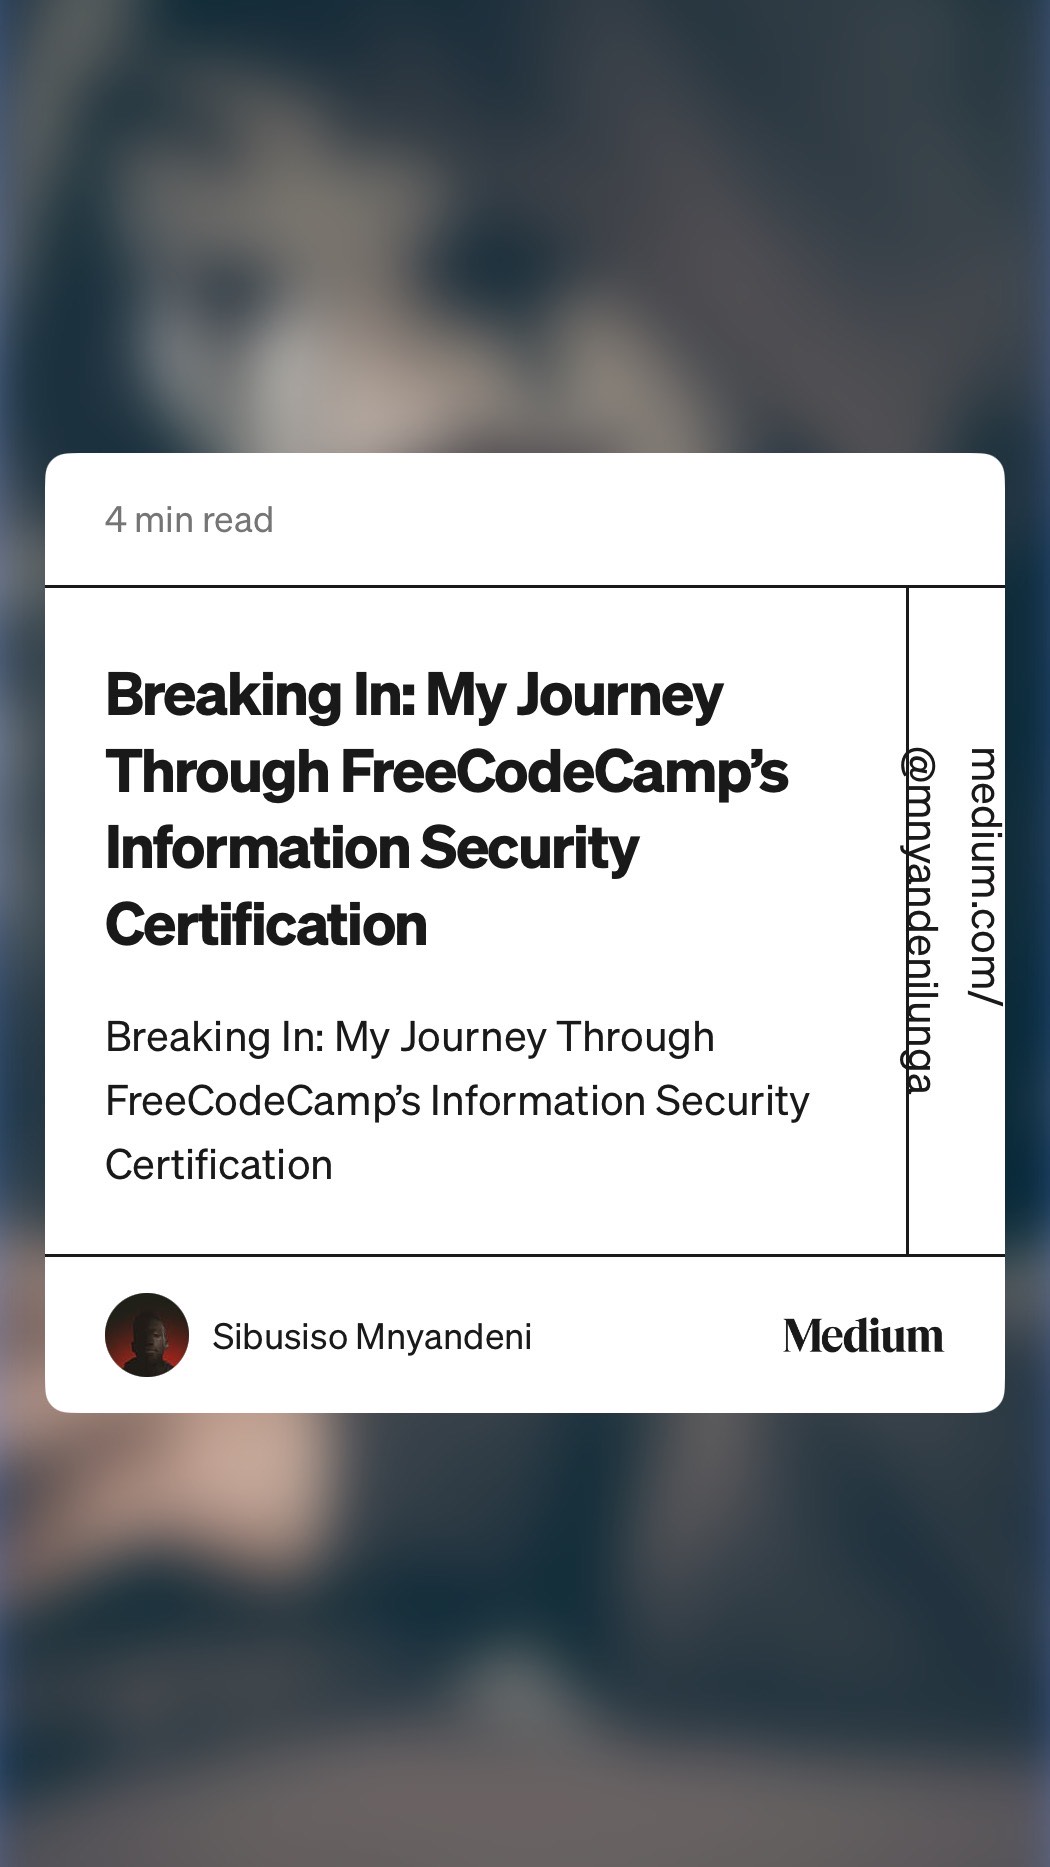 4 min read
Breaking In: My Journey
Through FreeCodeCamp’s
Information Security
Certification
Breaking In: My Journey Through
FreeCodeCamp’s Information Security
Certification
medium.com/
@mnyandenilunga
Sibusiso Mnyandeni
Medium